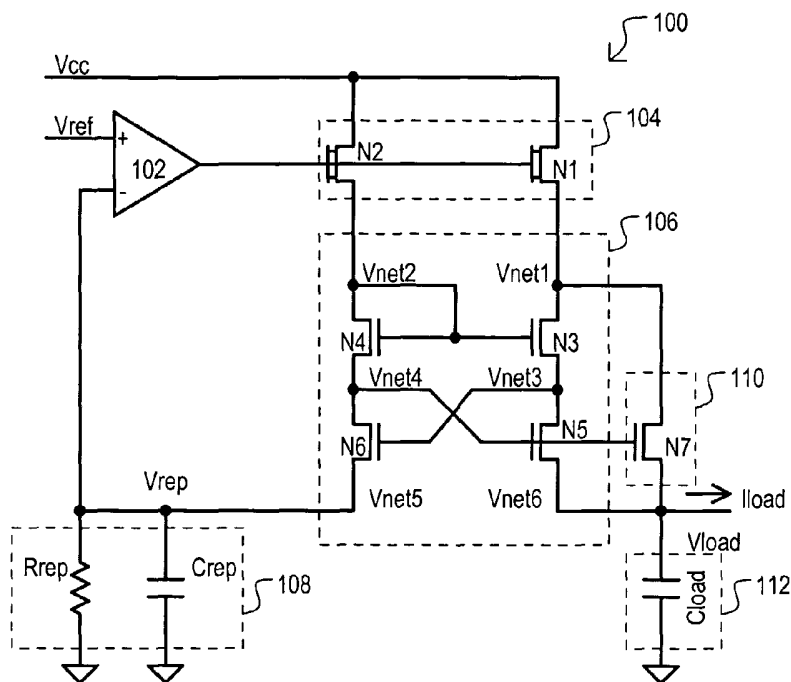 100
Vcc
104
Vref
+
102
-
N2
N1
106
Vnet2
Vnet1
N4
N3
Vnet4
Vnet3
110
N6
N5
N7
Vrep
Vnet5
Vnet6
Iload
Vload
Rrep
Crep
108
Cload
112